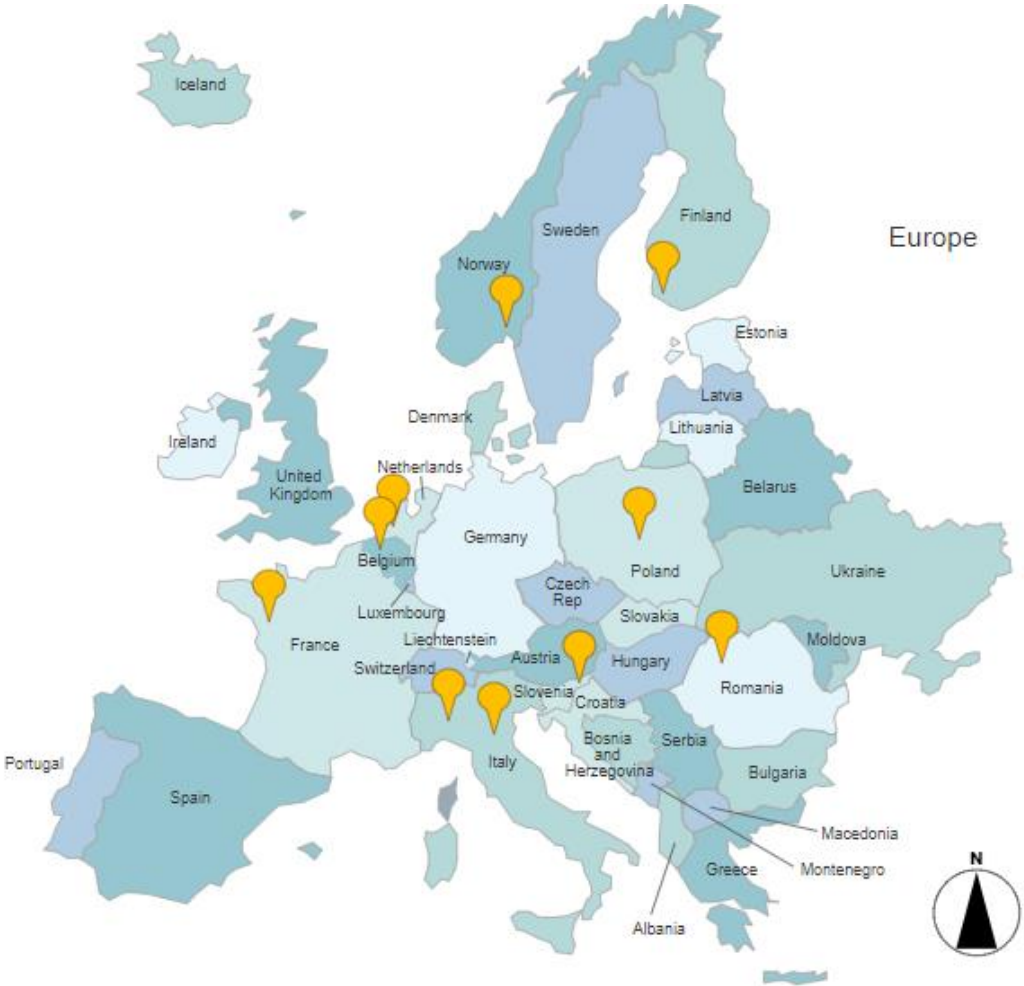 Iceland
Finland
Sweden
Europe
Norway
Estonia
Latvia
Denmark
Lithuania
Ireland
Netherlands
United
Kingdom
Belarus
Germany
Belgium
Poland
Ukraine
Czech
Rep
Luxembourg
Slovakia
France
Liechtenstein
Moldova
Switzerland
Austria
Hungary
Romania
Slovenia
Croatia
Bosnia
and
Herzegovina
Serbia
Portugal
Italy
Bulgaria
Spain
Macedonia
Greece
Montenegro
Albania
N